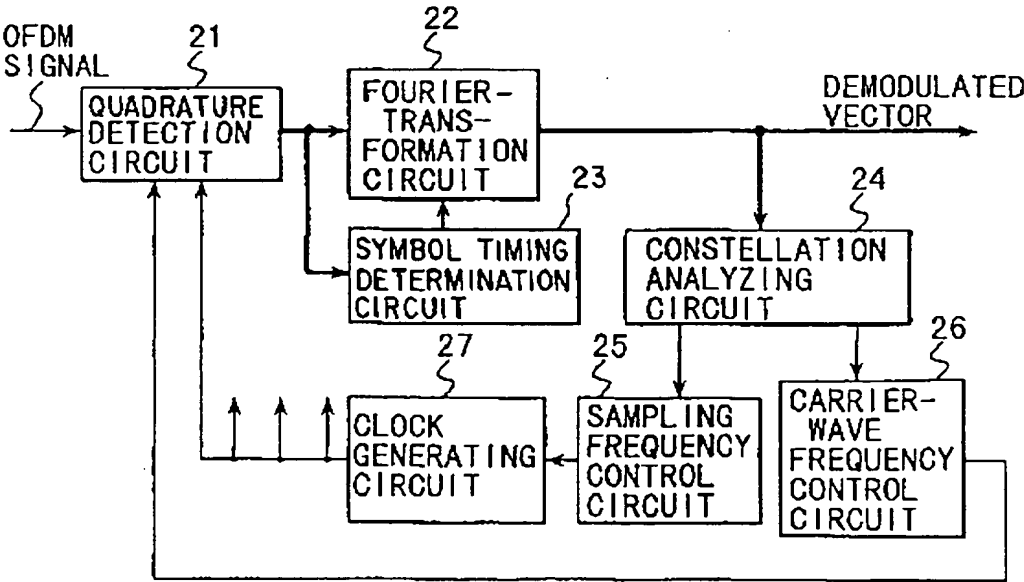 OFDM
SIGNAL
21
QUADRATURE
DETECTION
CIRCUIT
22
FOURIER-
TRANS-
FORMATION
CIRCUIT
DEMODULATED
VECTOR
23
SYMBOL TIMING
DETERMINATION
CIRCUIT
24
CONSTELLATION
ANALYZING
CIRCUIT
27
CLOCK
GENERATING
CIRCUIT
25
SAMPLING
FREQUENCY
CONTROL
CIRCUIT
26
CARRIER-
WAVE
FREQUENCY
CONTROL
CIRCUIT